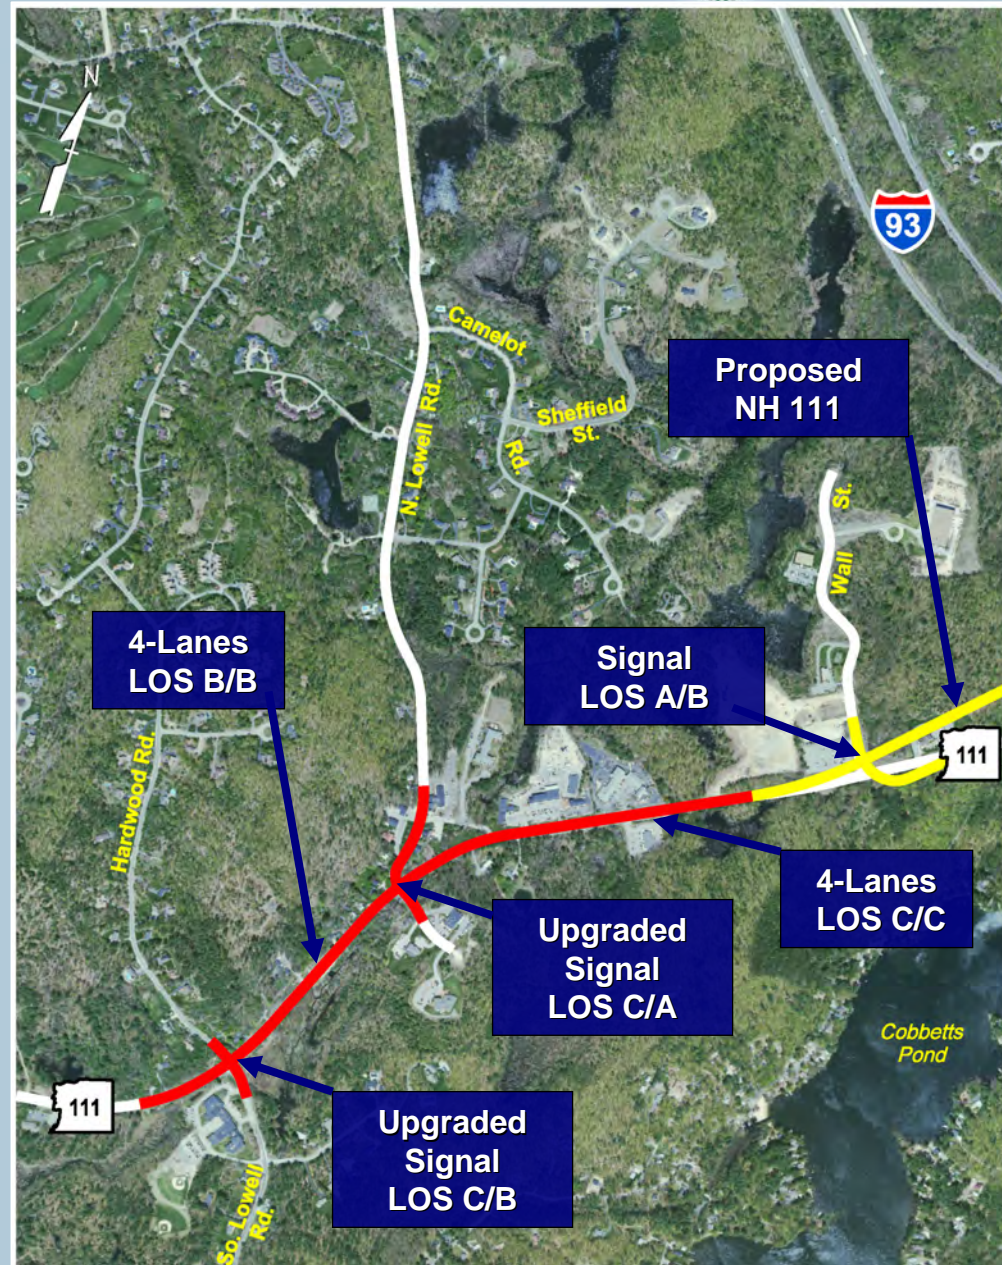 N
93
Camelot
Rd.
Sheffield
St.
N. Lowell Rd.
Proposed
NH 111
Wall St.
4-Lanes
LOS B/B
Signal
LOS A/B
111
Hardwood Rd.
4-Lanes
LOS C/C
Upgraded
Signal
LOS C/A
Cobbetts
Pond
111
Upgraded
Signal
LOS C/B
So. Lowell
Rd.